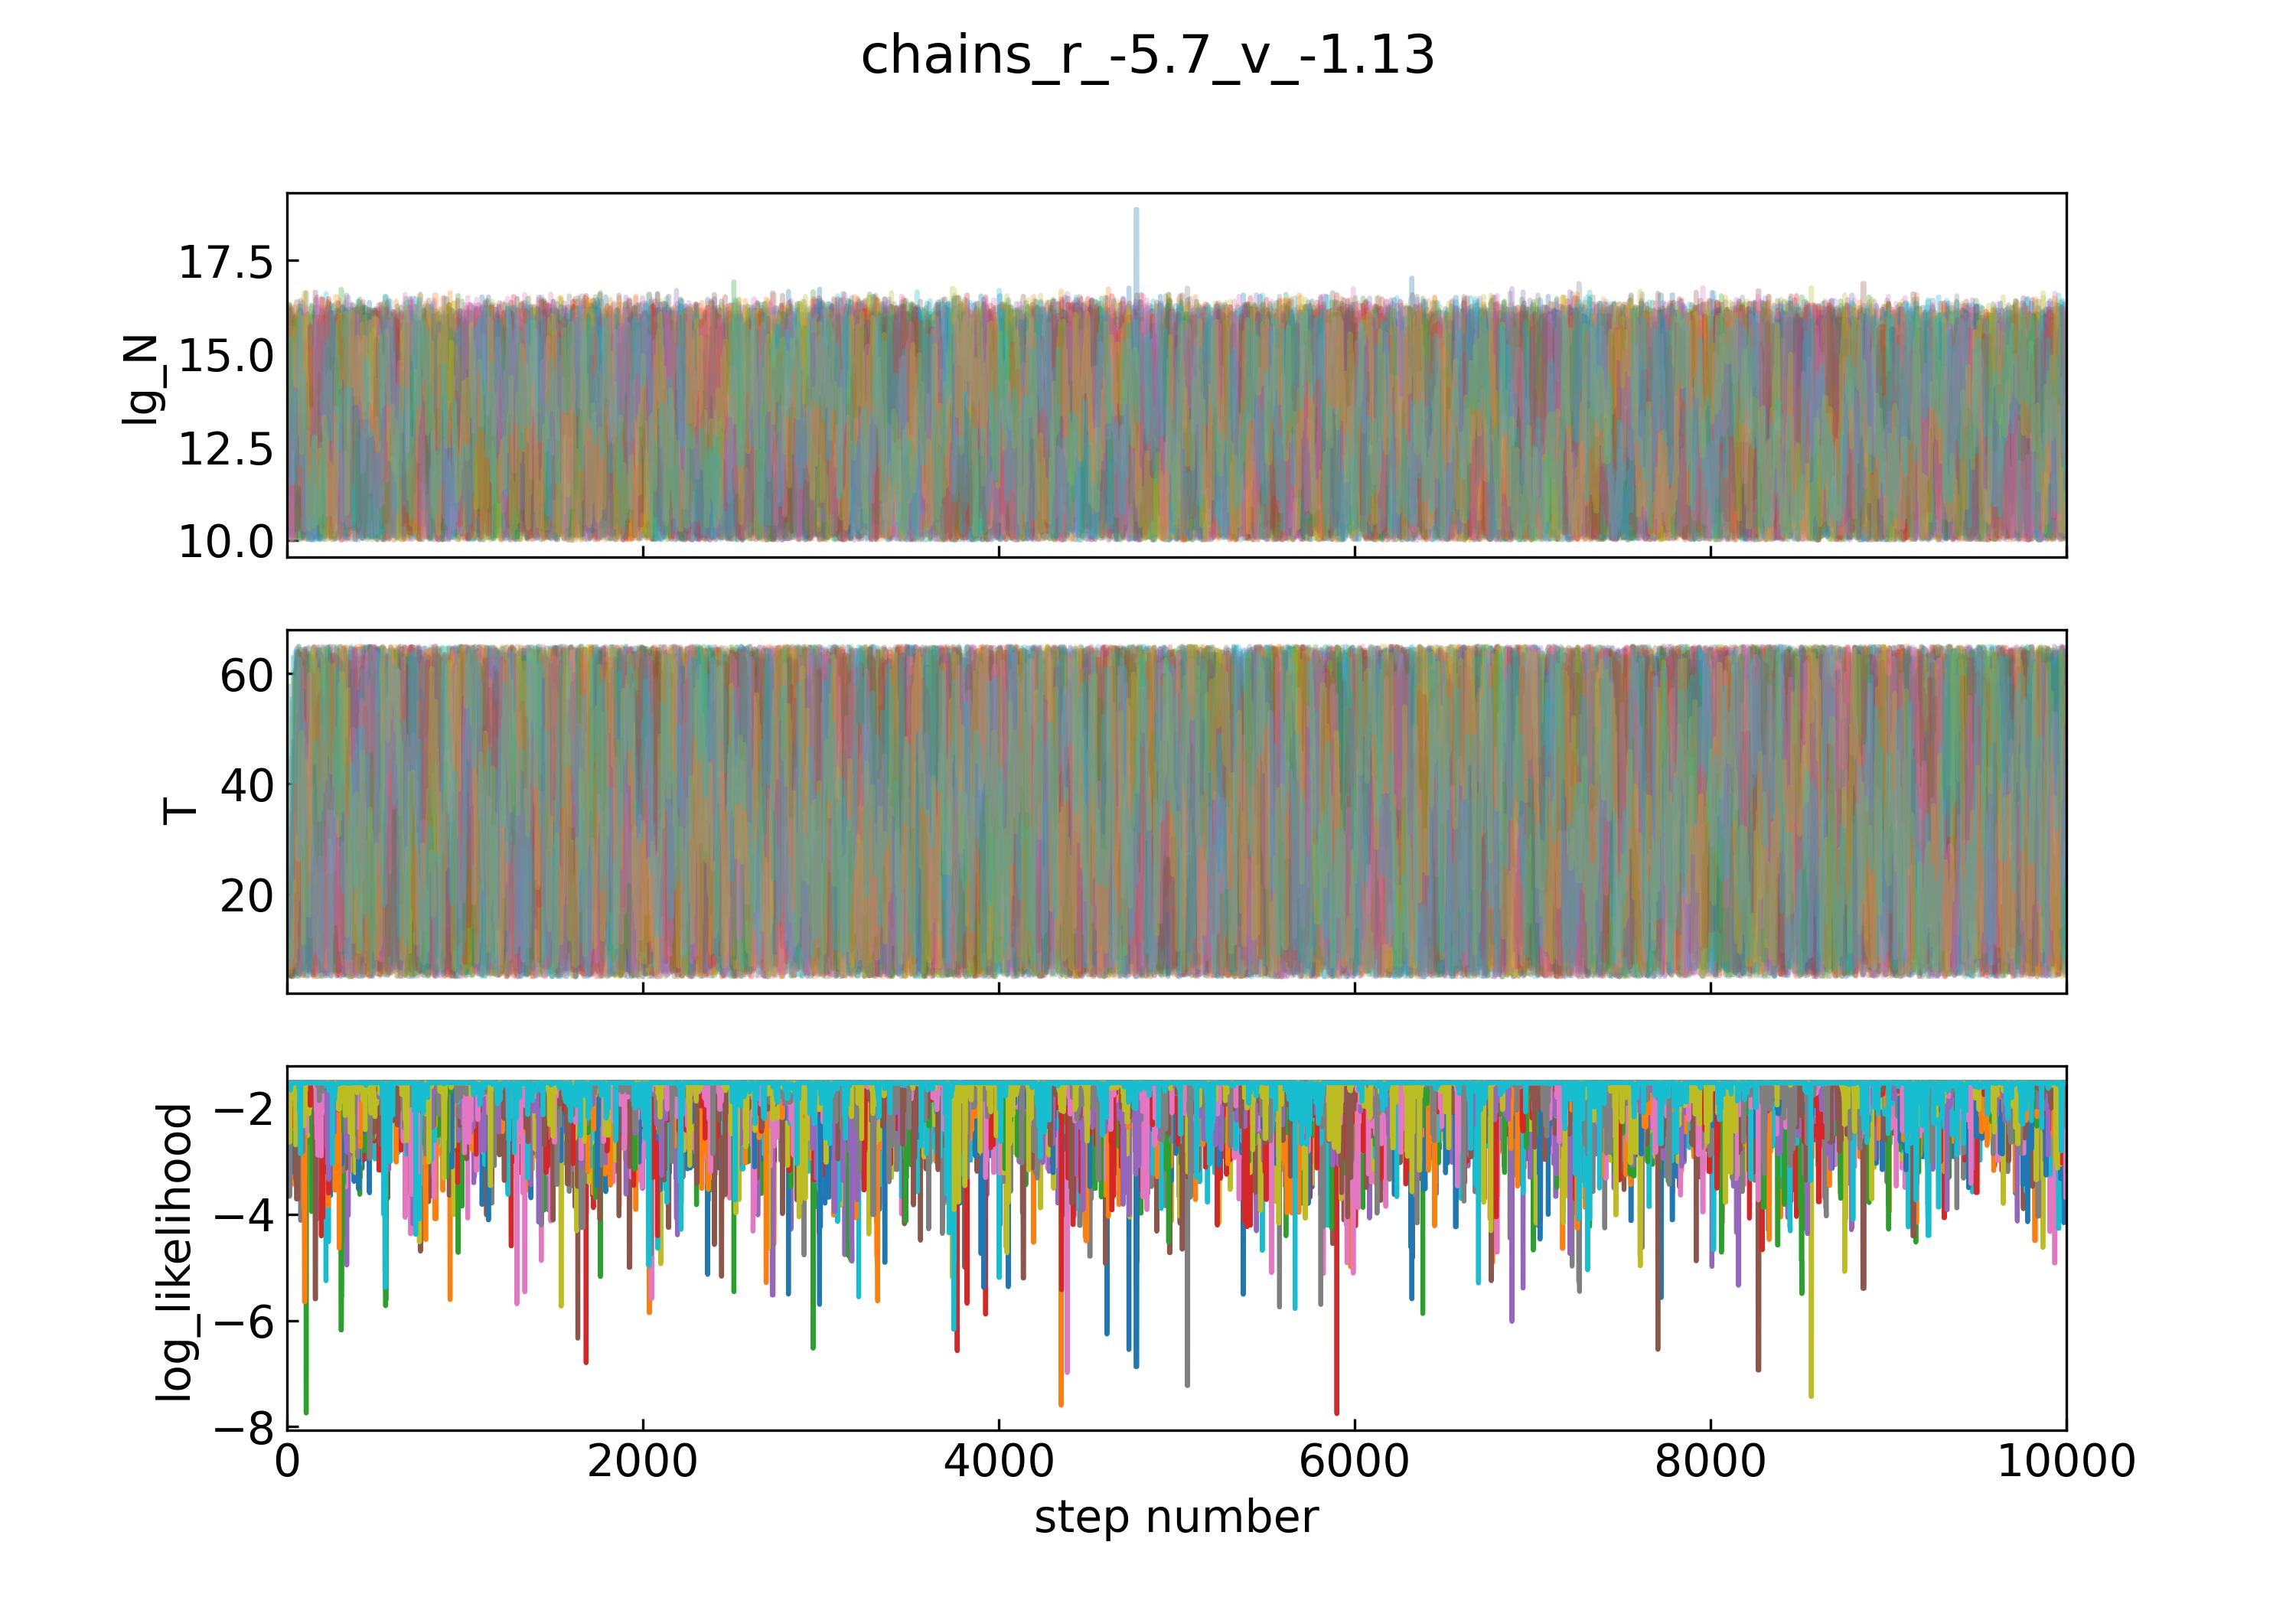 chains_r_-5.7_v_-1.13
17.5
15.0
12.5
10.0
lg_N
60
40
20
T
−2
−4
−6
−8
log_likelihood
0 2000 4000 6000 8000 10000
step number